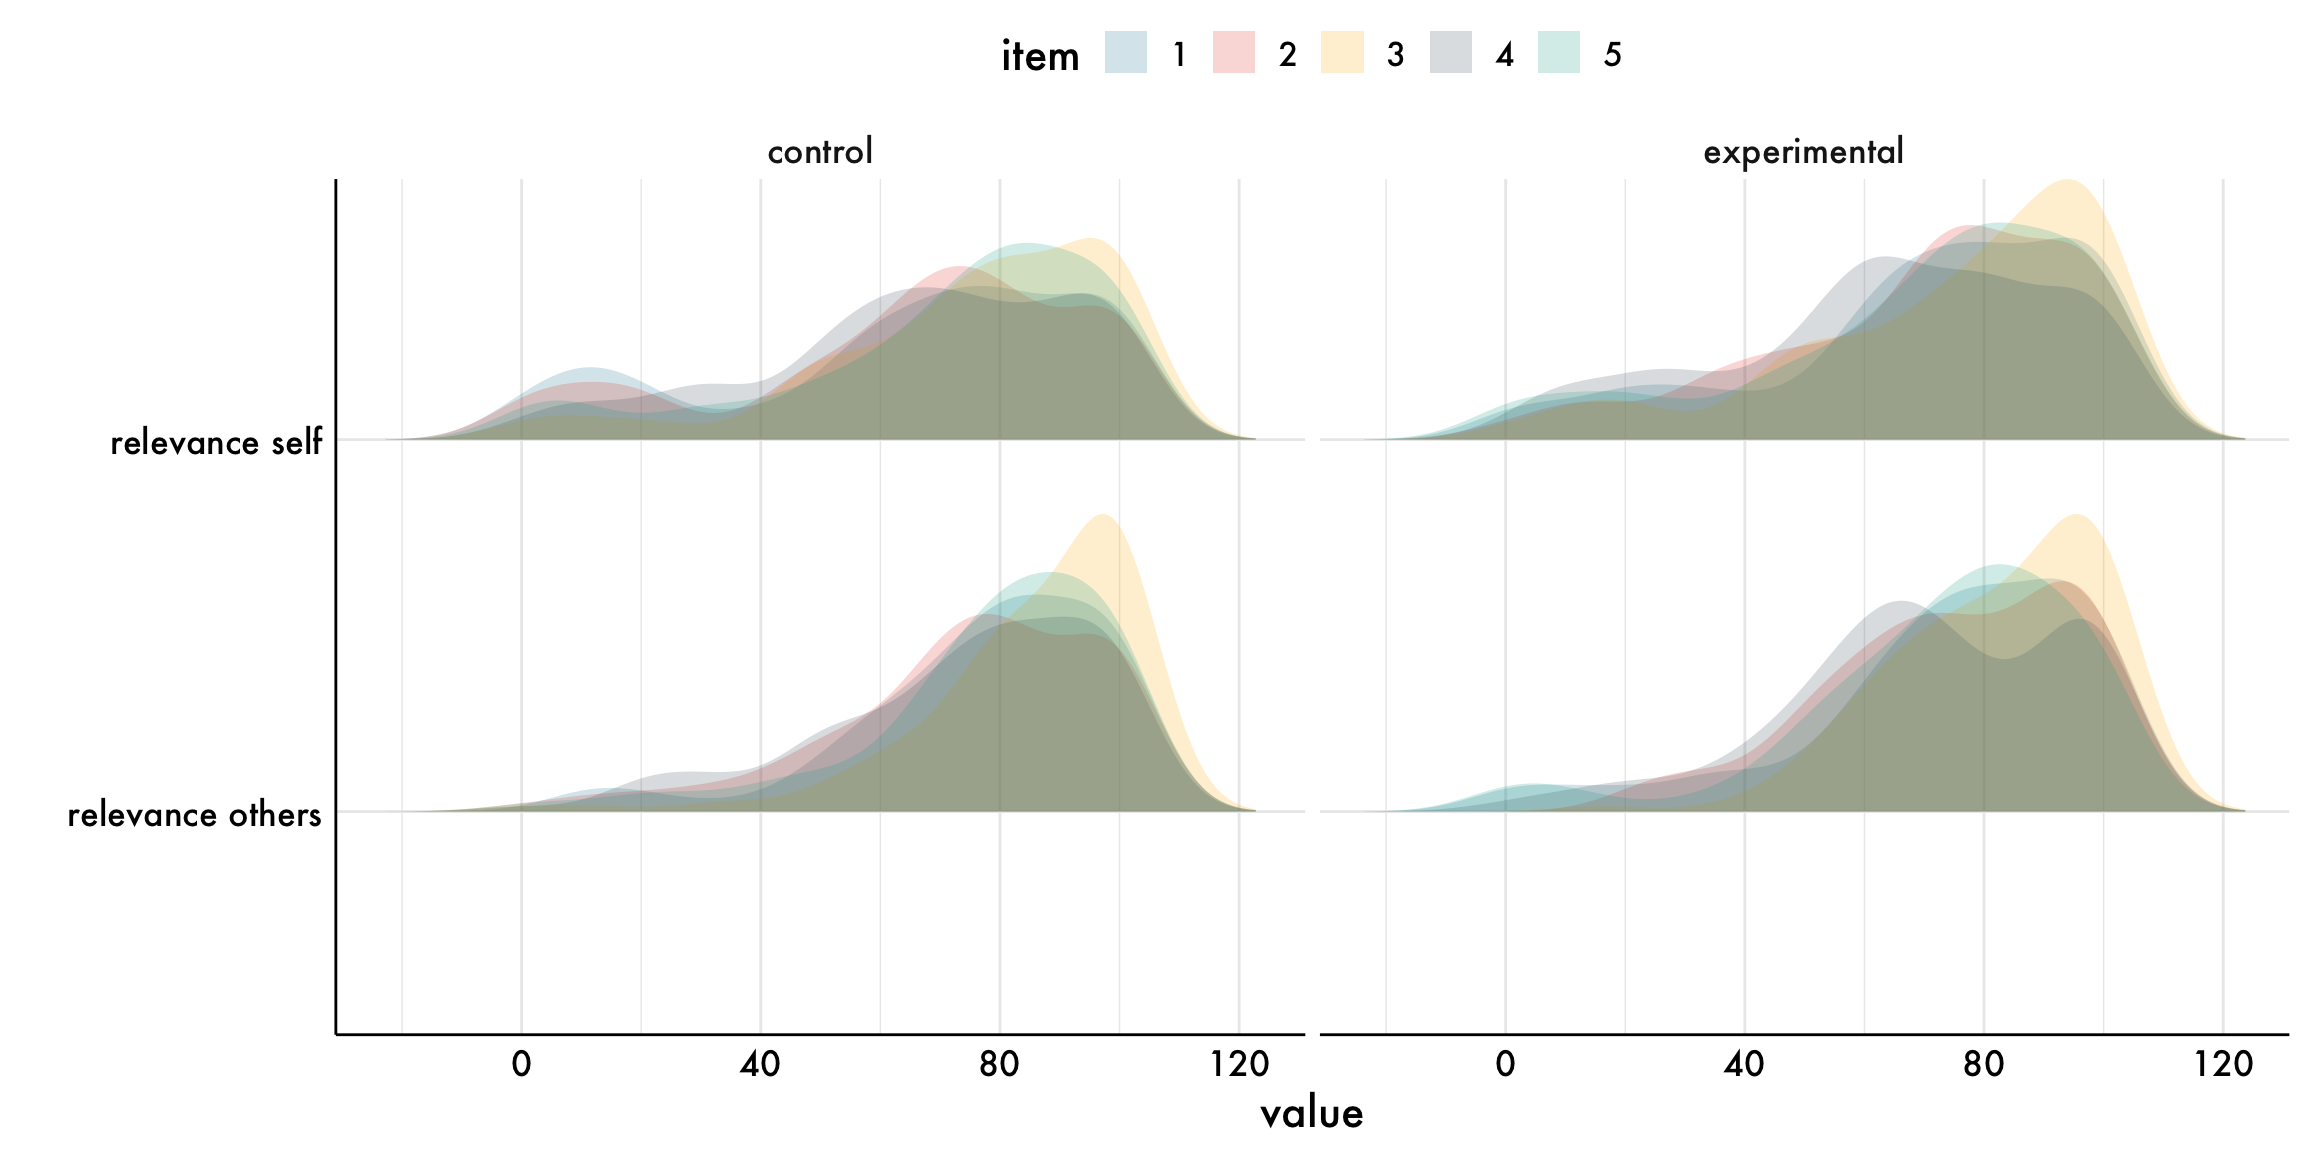 item 1 2 3 4 5
control experimental
relevance self
relevance others
0 40 80 120 0 40 80 120
value